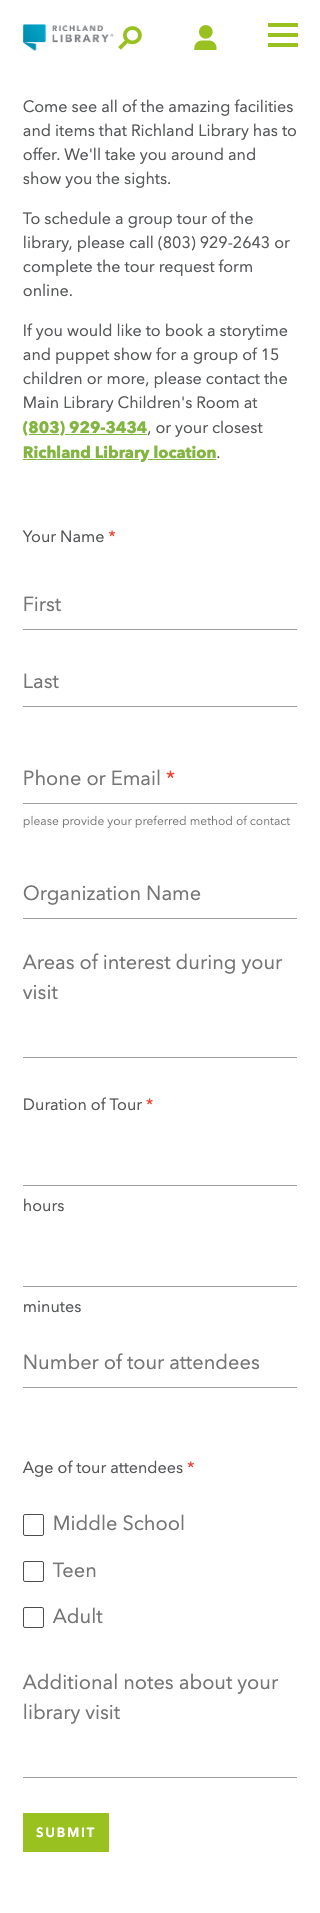 RICHLAND
LIBRARY
Come see all of the amazing facilities
and items that Richland Library has to
offer. We'll take you around and
show you the sights.
To schedule a group tour of the
library, please call (803) 929-2643 or
complete the tour request form
online.
If you would like to book a storytime
and puppet show for a group of 15
children or more, please contact the
Main Library Children's Room at
(803) 929-3434, or your closest
Richland Library location.
Your Name *
First
Last
Phone or Email *
please provide your preferred method of contact
Organization Name
Areas of interest during your
visit
Duration of Tour *
hours
minutes
Number of tour attendees
Age of tour attendees *
Middle School
Teen
Adult
Additional notes about your
library visit
SUBMIT